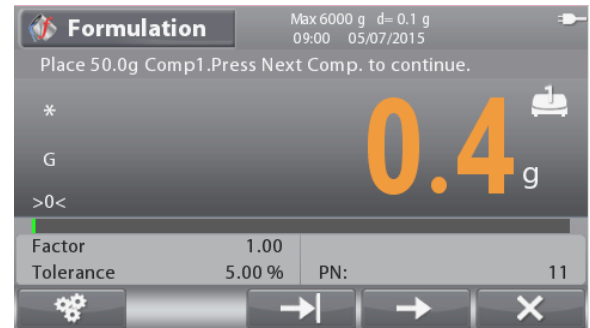 Formulation
Max 6000 g d= 0.1 g
09:00 05/07/2015
Place 50.0g Comp1.Press Next Comp. to continue.
*
1
G
0.4 g
>0<
Factor 1.00
Tolerance 5.00 % PN: 11